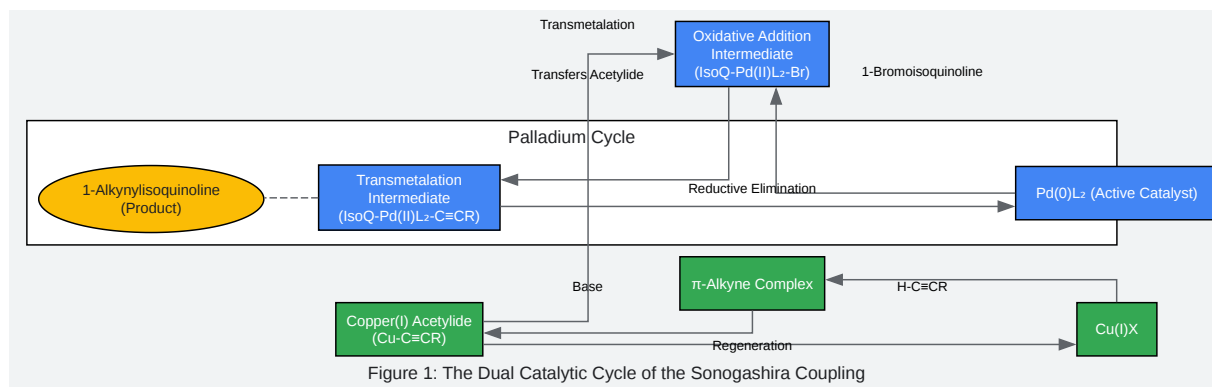 Transmetalation
Oxidative Addition
Intermediate
(IsoQ-Pd(II)L₂-Br)
Transfers Acetylide
1-Bromoisoquinoline
Palladium Cycle
1-Alkynylisoquinoline
(Product)
Transmetalation
Intermediate
(IsoQ-Pd(II)L₂-C≡CR)
Reductive Elimination
Pd(0)L₂ (Active Catalyst)
Base
π-Alkyne Complex
H-C≡CR
Copper(I) Acetylide
(Cu-C≡CR)
Cu(I)X
Regeneration
Figure 1: The Dual Catalytic Cycle of the Sonogashira Coupling